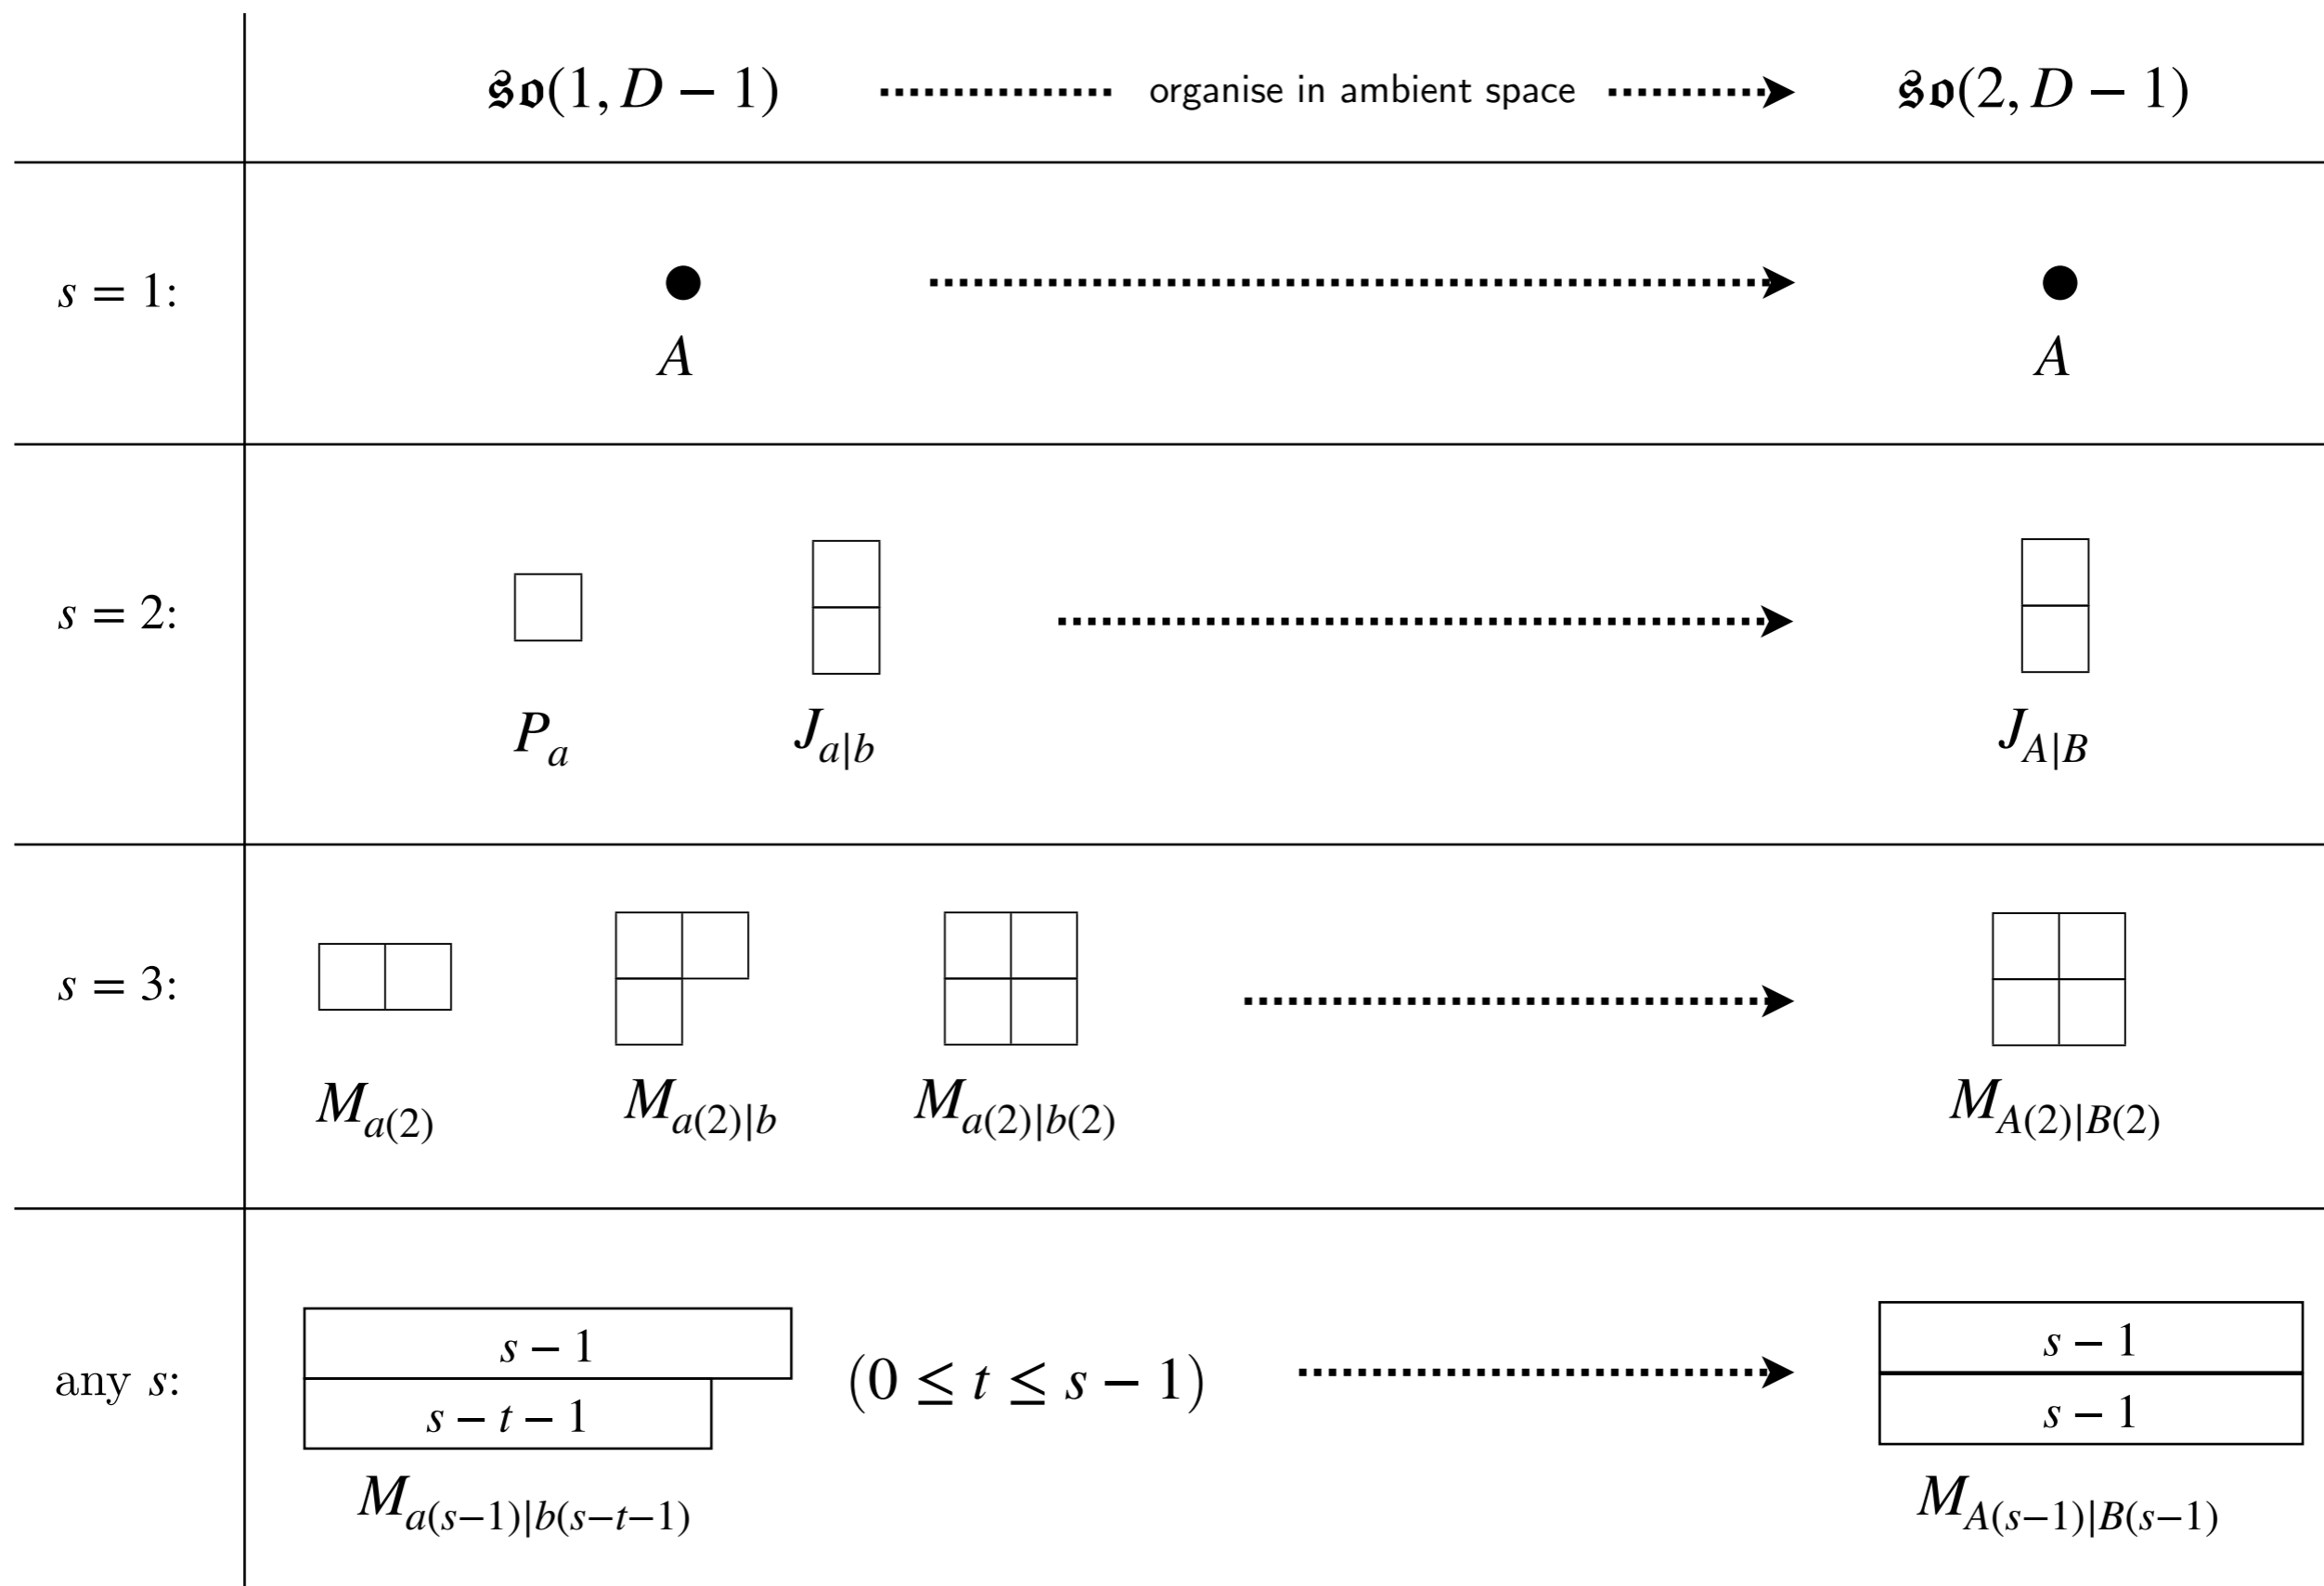 𝔰𝔬(1, D − 1) organise in ambient space 𝔰𝔬(2, D − 1)
s = 1:
A A
s = 2:
P_a J_{a|b} J_{A|B}
s = 3:
M_{a(2)} M_{a(2)|b} M_{a(2)|b(2)} M_{A(2)|B(2)}
s − 1 s − 1
any s: (0 ≤ t ≤ s − 1)
s − t − 1 s − 1
M_{a(s−1)|b(s−t−1)} M_{A(s−1)|B(s−1)}